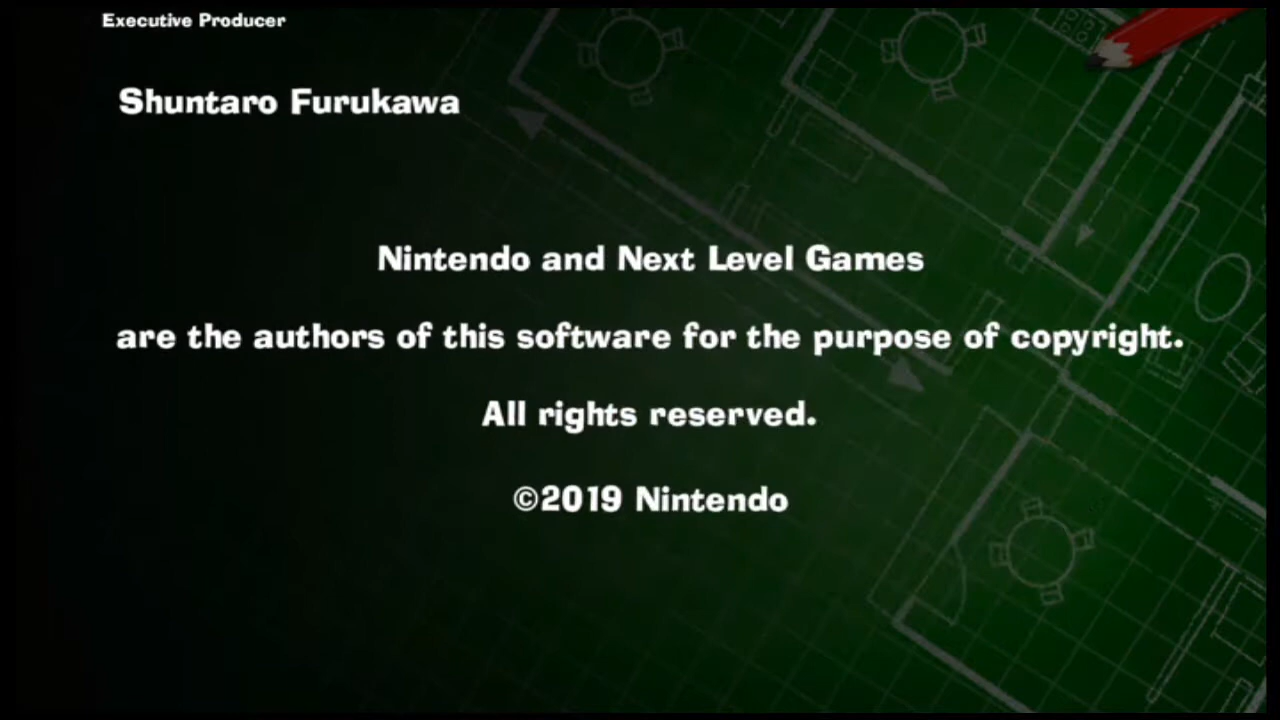 Executive Producer
Shuntaro Furukawa
Nintendo and Next Level Games
are the authors of this software for the purpose of copyright.
All rights reserved.
©2019 Nintendo